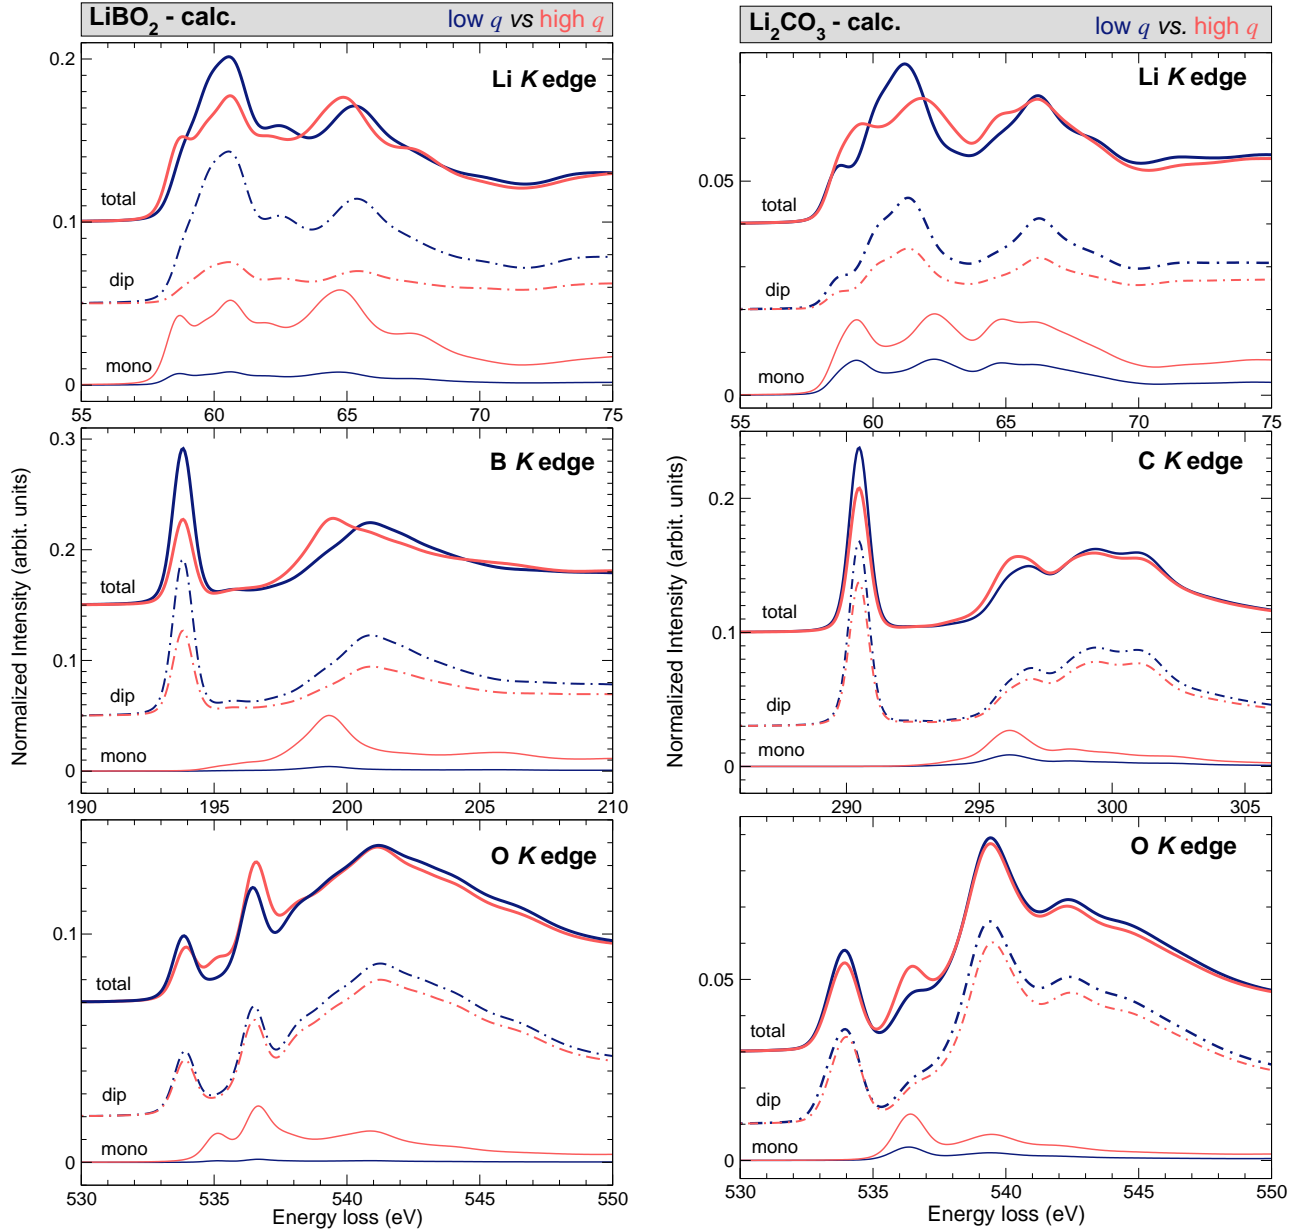 LiBO2 - calc. low q vs high q
0.2
Li K edge
total
0.1
dip
mono
0
55 60 65 70 75
0.3
B K edge
0.2
total
0.1
dip
mono
0
190 195 200 205 210
O K edge
0.1
total
dip
mono
0
530 535 540 545 550
Energy loss (eV)
Normalized Intensity (arbit. units)
Li2CO3 - calc. low q vs. high q
Li K edge
0.05
total
dip
mono
0
55 60 65 70 75
C K edge
0.2
total
0.1
dip
mono
0
290 295 300 305
O K edge
0.05
total
dip
mono
0
530 535 540 545 550
Energy loss (eV)
Normalized Intensity (arbit. units)